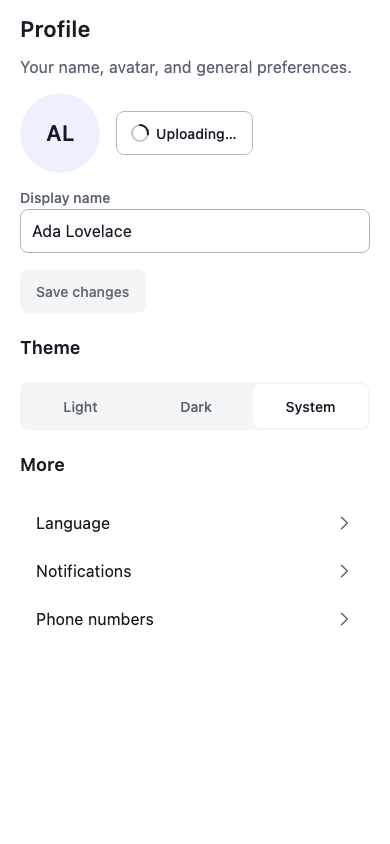 Profile
Your name, avatar, and general preferences.
AL
Uploading...
Display name
Ada Lovelace
Save changes
Theme
Light Dark System
More
Language
Notifications
Phone numbers